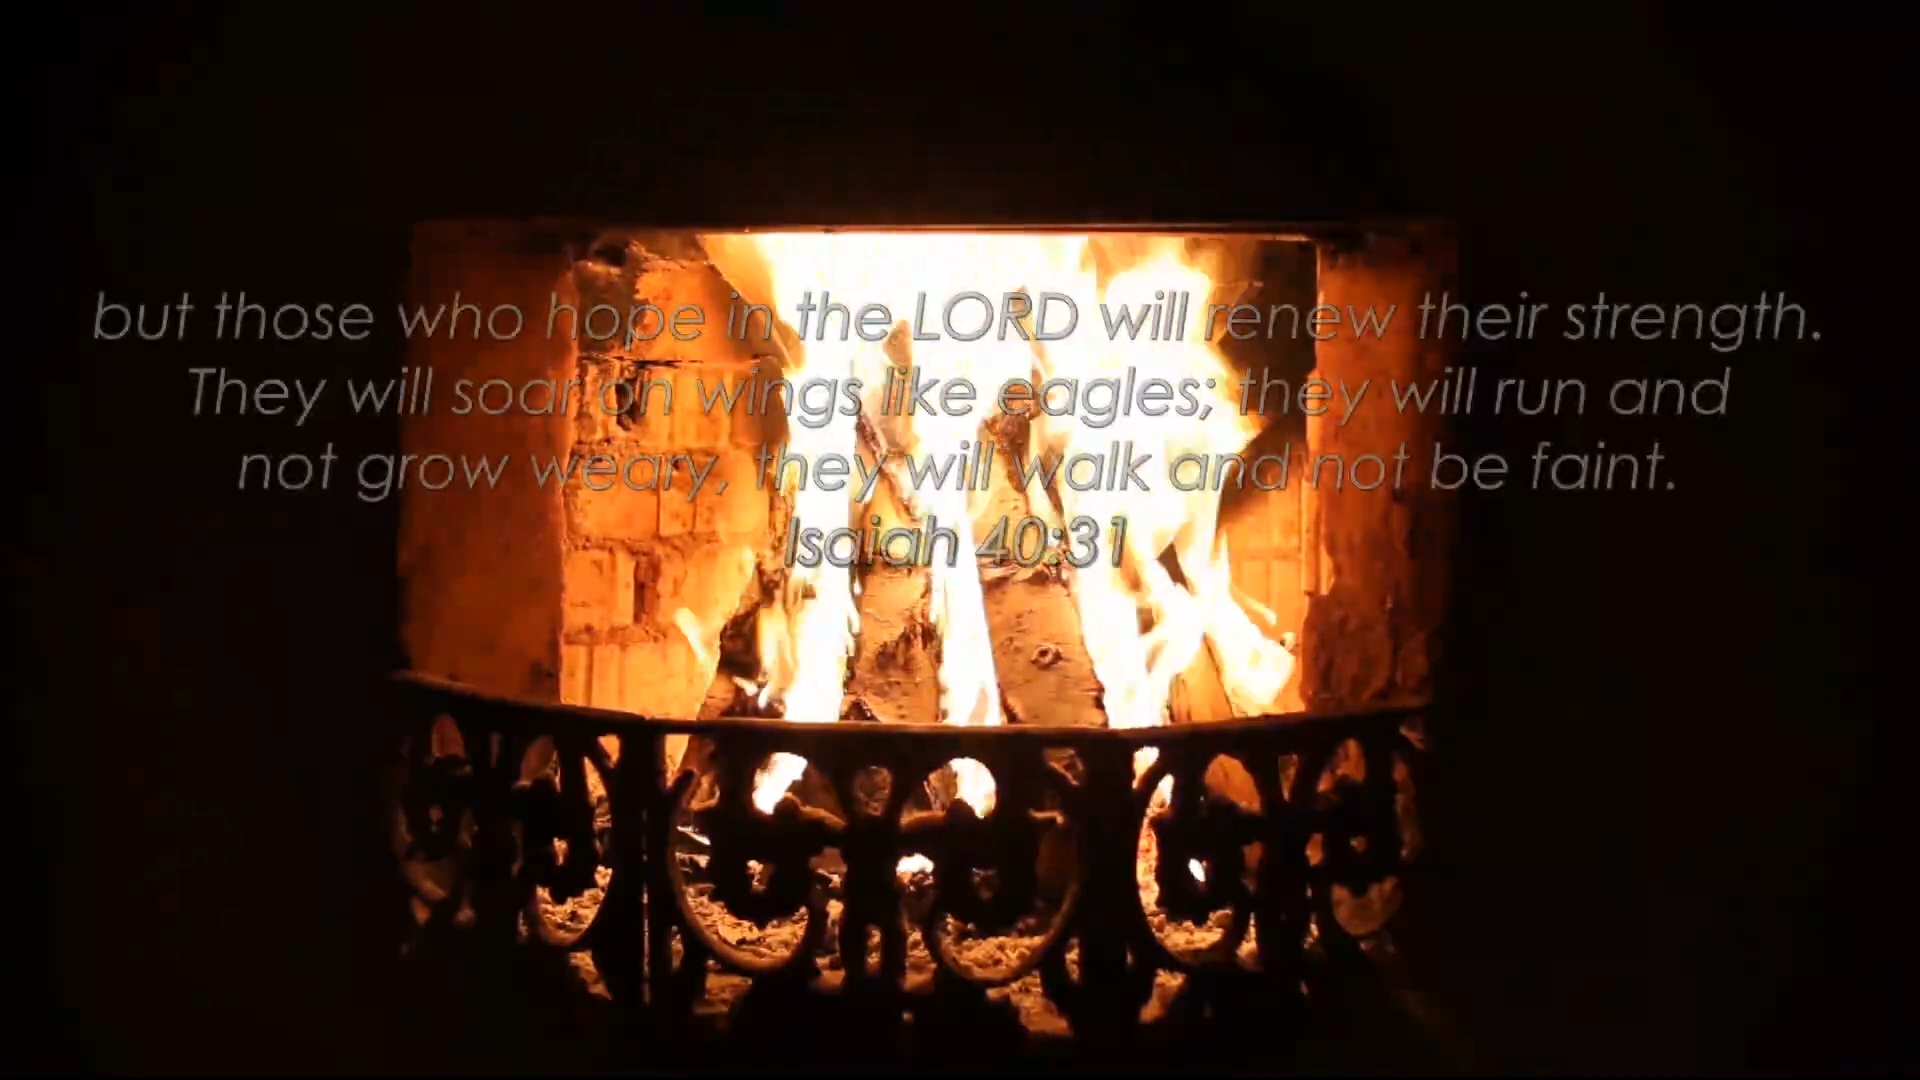 but those who hope in the LORD will renew their strength.
They will soar on wings like eagles; they will run and
not grow weary, they will walk and not be faint.
Isaiah 40:31